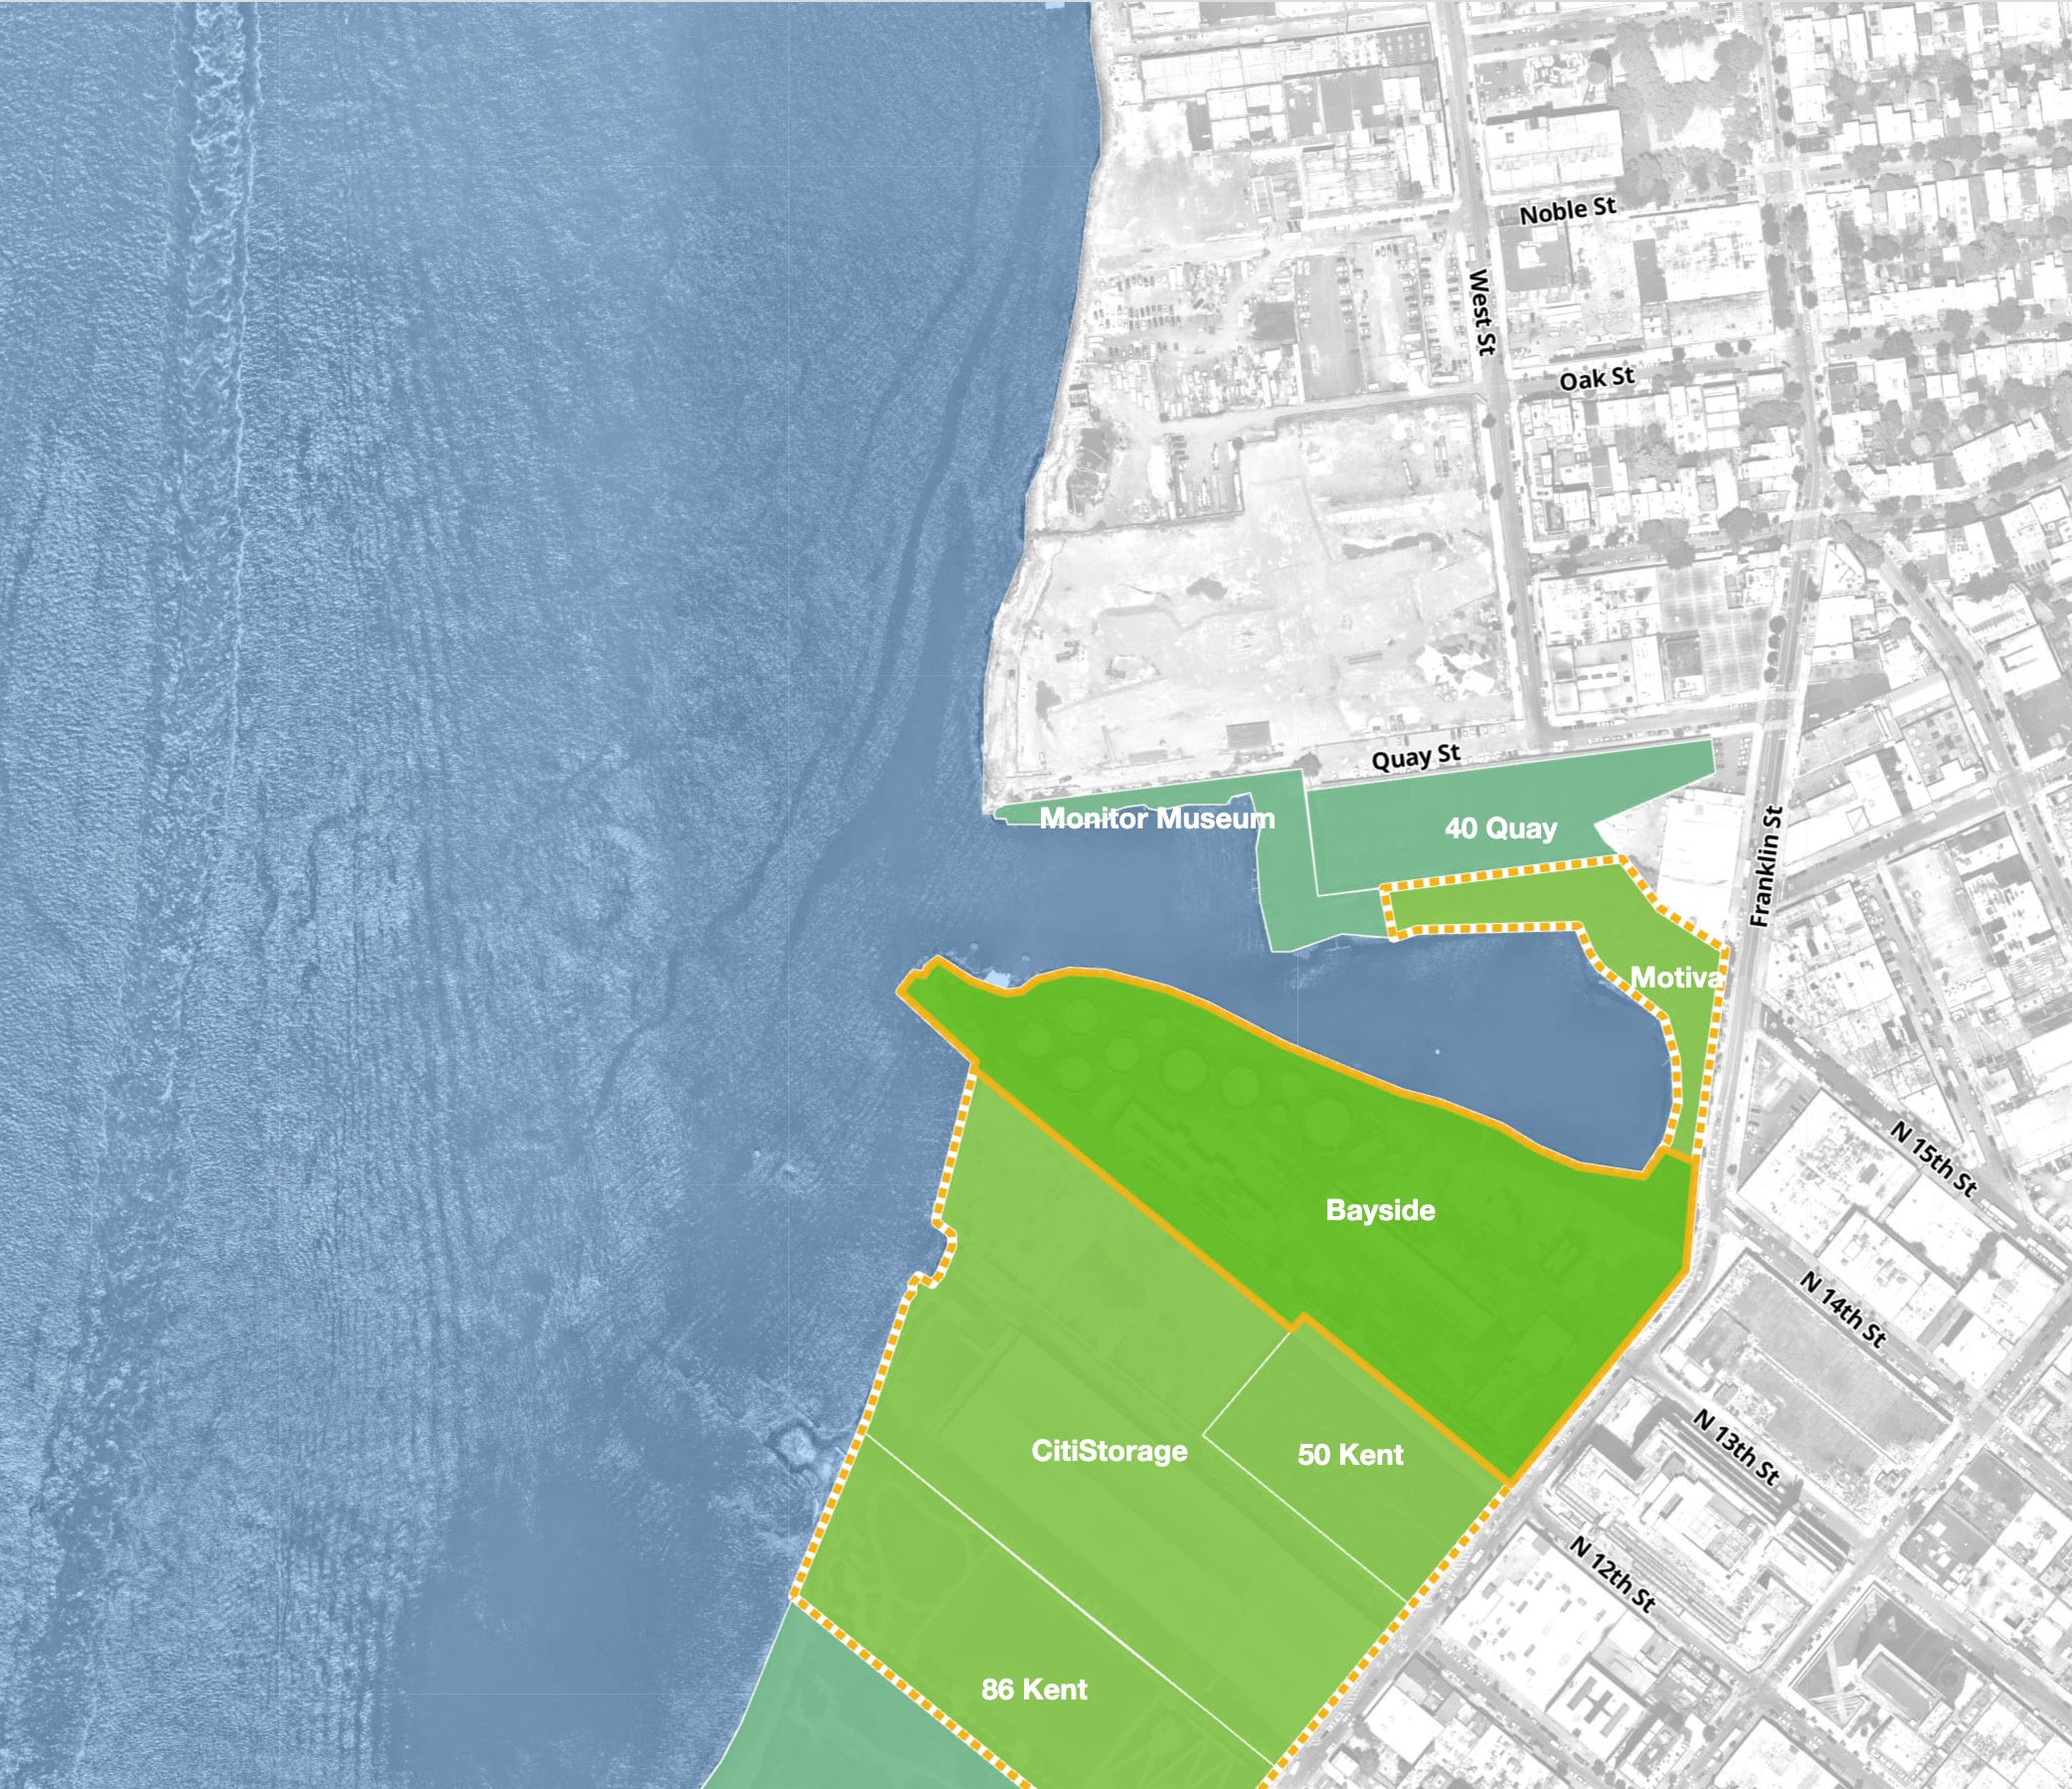 Noble St
West St
Oak St
Quay St
Monitor Museum
40 Quay
Franklin St
Motiva
N 15th St
Bayside
N 14th St
CitiStorage
50 Kent
N 13th St
N 12th St
86 Kent